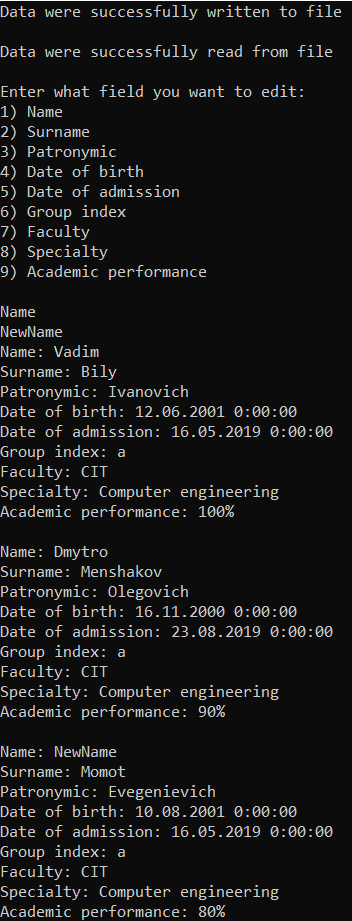 Data were successfully written to file
Data were successfully read from file
Enter what field you want to edit:
1) Name
2) Surname
3) Patronymic
4) Date of birth
5) Date of admission
6) Group index
7) Faculty
8) Specialty
9) Academic performance
Name
NewName
Name: Vadim
Surname: Bily
Patronymic: Ivanovich
Date of birth: 12.06.2001 0:00:00
Date of admission: 16.05.2019 0:00:00
Group index: a
Faculty: CIT
Specialty: Computer engineering
Academic performance: 100%
Name: Dmytro
Surname: Menshakov
Patronymic: Olegovich
Date of birth: 16.11.2000 0:00:00
Date of admission: 23.08.2019 0:00:00
Group index: a
Faculty: CIT
Specialty: Computer engineering
Academic performance: 90%
Name: NewName
Surname: Momot
Patronymic: Evegenievich
Date of birth: 10.08.2001 0:00:00
Date of admission: 16.05.2019 0:00:00
Group index: a
Faculty: CIT
Specialty: Computer engineering
Academic performance: 80%